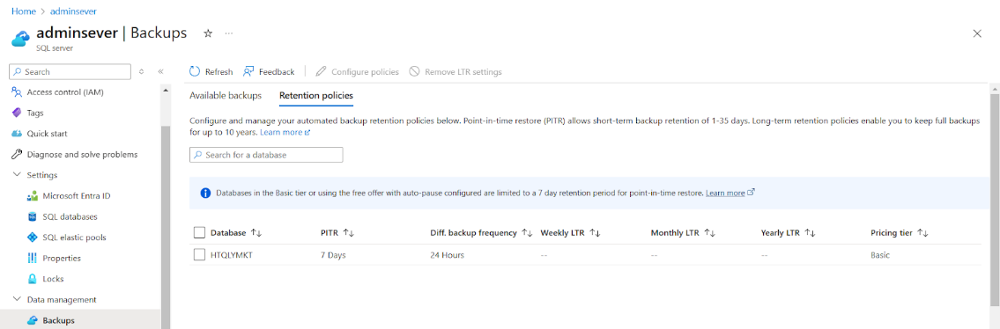 Home > adminsever
adminsever | Backups
SQL server
Search
Refresh Feedback Configure policies Remove LTR settings
Access control (IAM)
Tags
Quick start
Diagnose and solve problems
Settings
Microsoft Entra ID
SQL databases
SQL elastic pools
Properties
Locks
Data management
Backups
Available backups Retention policies
Configure and manage your automated backup retention policies below. Point-in-time restore (PITR) allows short-term backup retention of 1-35 days. Long-term retention policies enable you to keep full backups
for up to 10 years. Learn more
Search for a database
Databases in the Basic tier or using the free offer with auto-pause configured are limited to a 7 day retention period for point-in-time restore. Learn more
Database PITR Diff. backup frequency Weekly LTR Monthly LTR Yearly LTR Pricing tier
HTQLYMKT 7 Days 24 Hours -- -- -- Basic